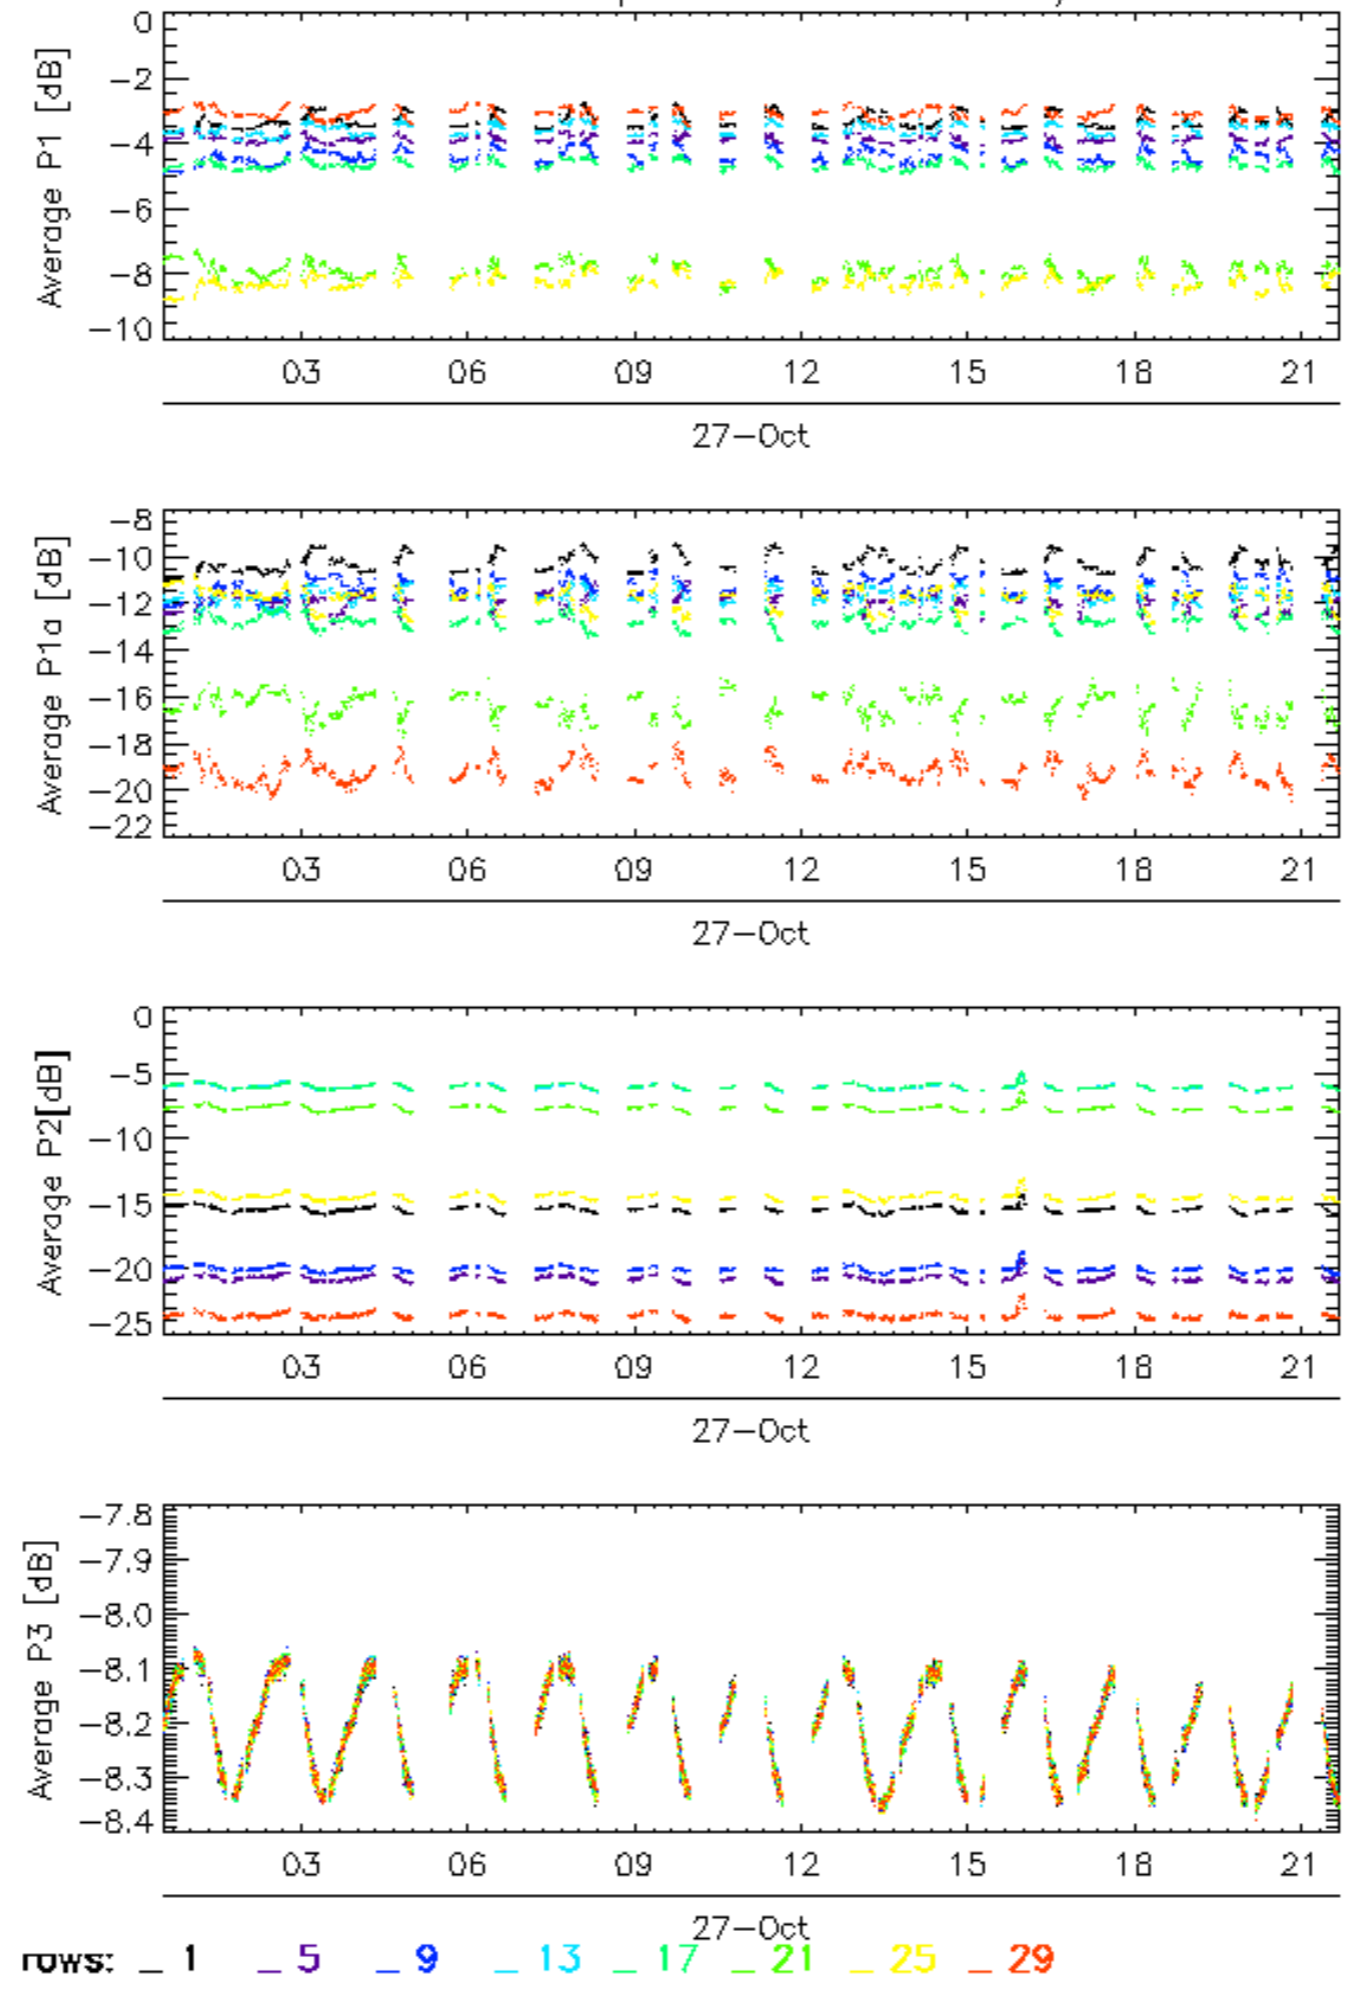 0
-2
-4
-6
-8
-10
Average P1 [dB]
03 06 09 12 15 18 21
27-Oct
-8
-10
-12
-14
-16
-18
-20
-22
Average P1a [dB]
03 06 09 12 15 18 21
27-Oct
0
-5
-10
-15
-20
-25
Average P2[dB]
03 06 09 12 15 18 21
27-Oct
-7.8
-7.9
-8.0
-8.1
-8.2
-8.3
-8.4
Average P3 [dB]
03 06 09 12 15 18 21
27-Oct
rows: _ 1 _ 5 _ 9 _ 13 _ 17 _ 21 _ 25 _ 29